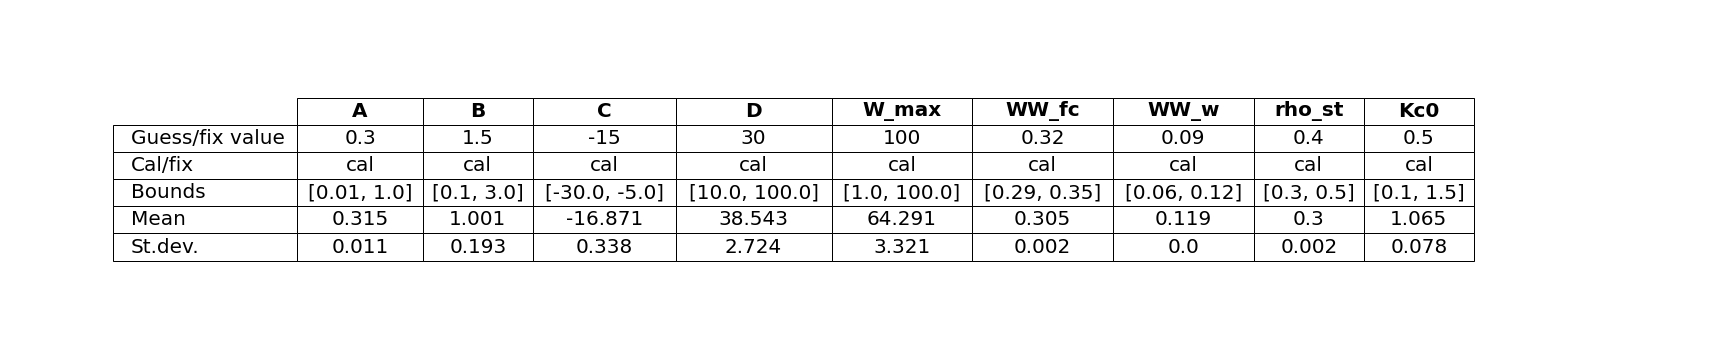 A B C D W_max WW_fc WW_w rho_st Kc0
Guess/fix value 0.3 1.5 -15 30 100 0.32 0.09 0.4 0.5
Cal/fix cal cal cal cal cal cal cal cal cal
Bounds [0.01, 1.0] [0.1, 3.0] [-30.0, -5.0] [10.0, 100.0] [1.0, 100.0] [0.29, 0.35] [0.06, 0.12] [0.3, 0.5] [0.1, 1.5]
Mean 0.315 1.001 -16.871 38.543 64.291 0.305 0.119 0.3 1.065
St.dev. 0.011 0.193 0.338 2.724 3.321 0.002 0.0 0.002 0.078